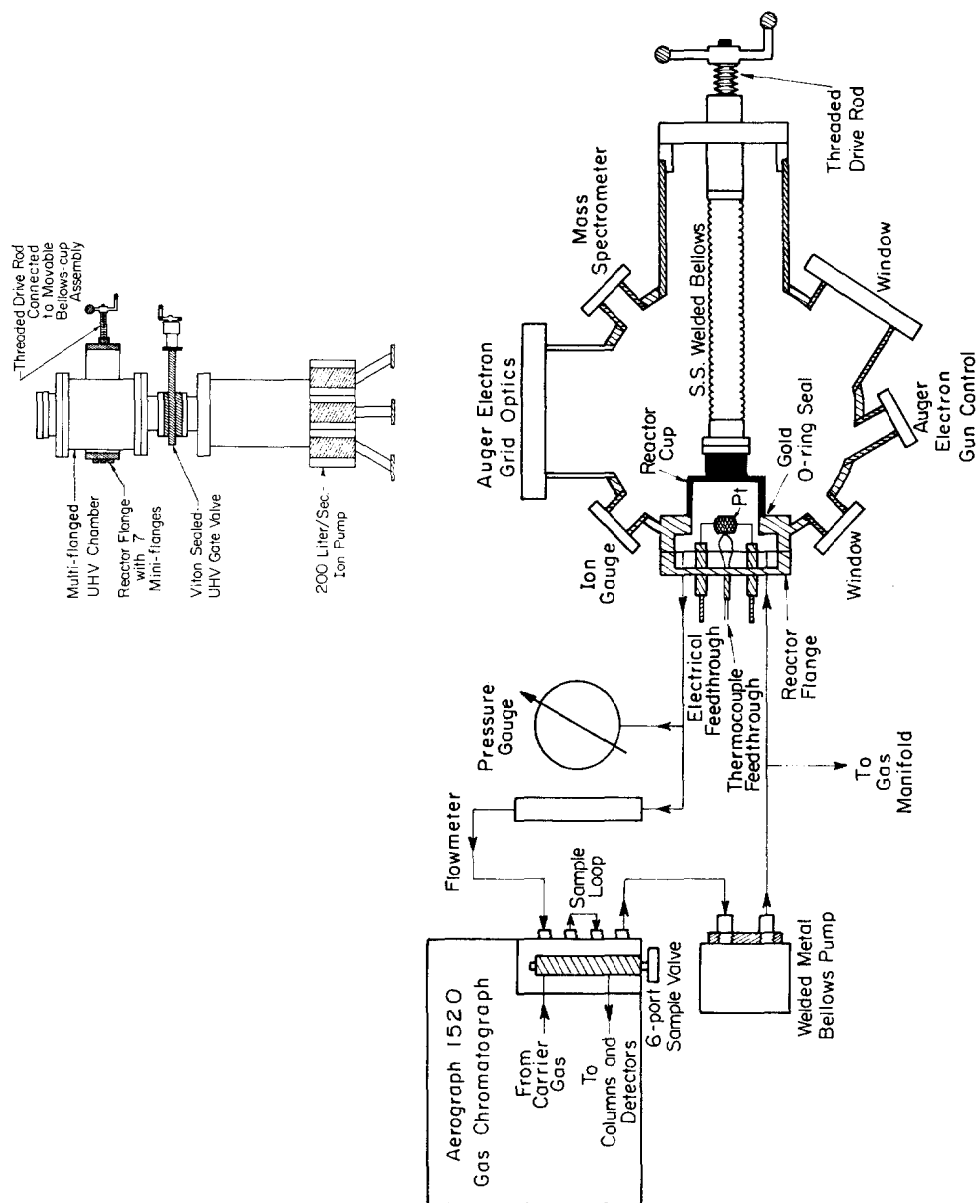 Threaded Drive Rod
Connected
to Movable
Bellows-cup
Assembly
Multi-flanged
UHV Chamber
Reactor Flange
with 7
Mini-flanges
Viton Sealed
UHV Gate Valve
200 Liter/Sec.
Ion Pump
Aerograph 1520
Gas Chromatograph
From
Carrier
Gas
To
Columns and
Detectors
6-port
Sample Valve
Sample
Loop
Flowmeter
Pressure
Gauge
Welded Metal
Bellows Pump
To
Gas
Manifold
Electrical
Feedthrough
Thermocouple
Feedthrough
Reactor
Flange
Ion
Gauge
Window
Pt
Reactor
Cup
Gold
O-ring Seal
Auger Electron
Grid Optics
Auger
Electron
Gun Control
S.S. Welded Bellows
Mass
Spectrometer
Window
Threaded
Drive Rod